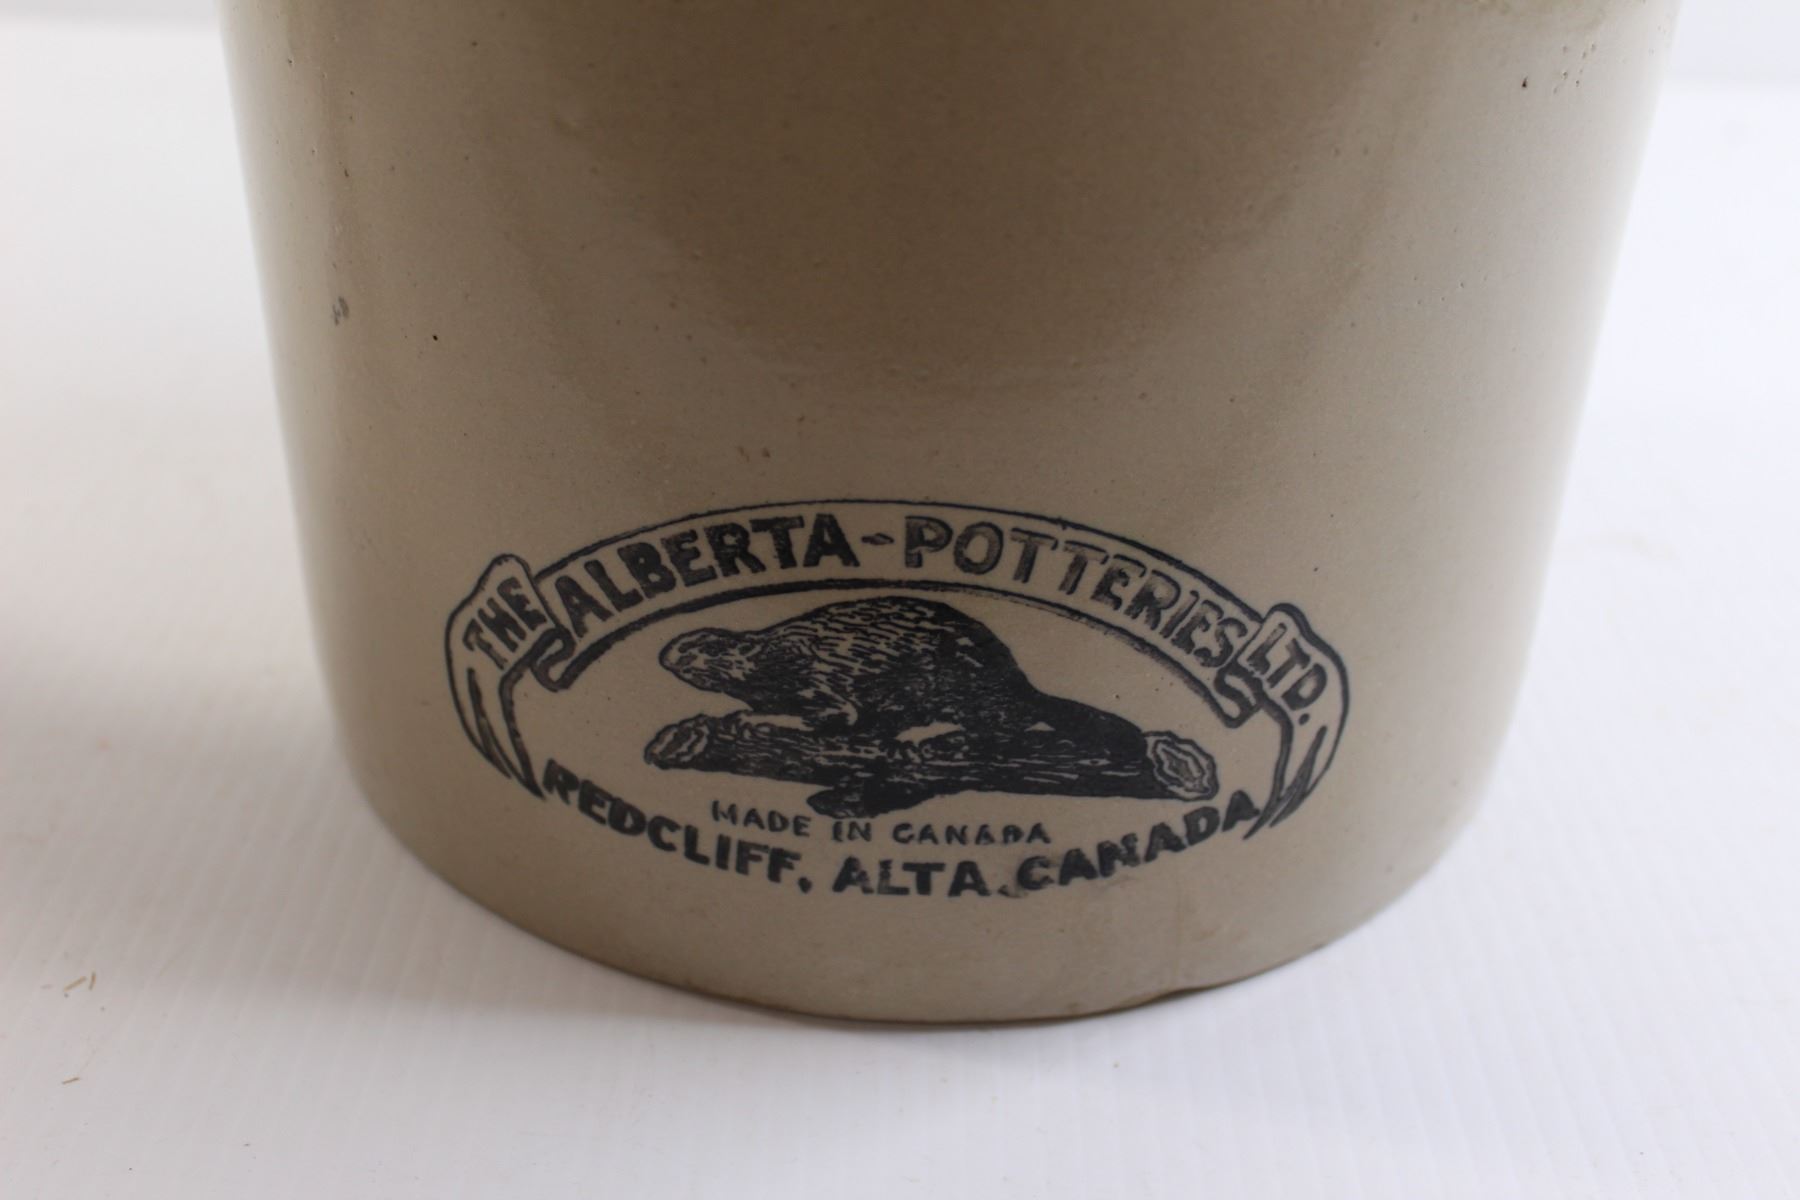 THE ALBERTA-POTTERIES LTD.
MADE IN CANADA
REDCLIFF, ALTA. CANADA